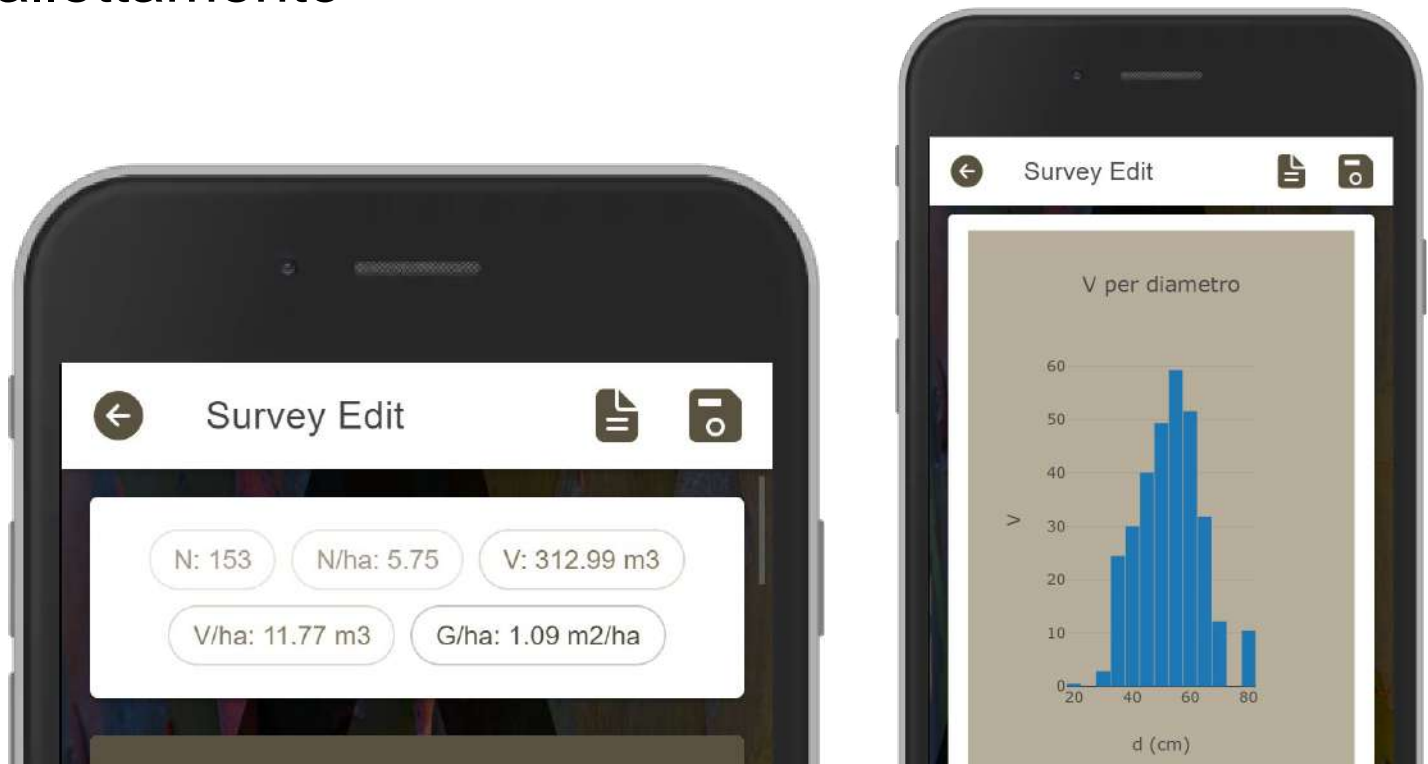 Survey Edit
N: 153 N/ha: 5.75 V: 312.99 m3
V/ha: 11.77 m3 G/ha: 1.09 m2/ha
Survey Edit
V per diametro
60
50
40
30
20
10
0
V
20 40 60 80
d (cm)